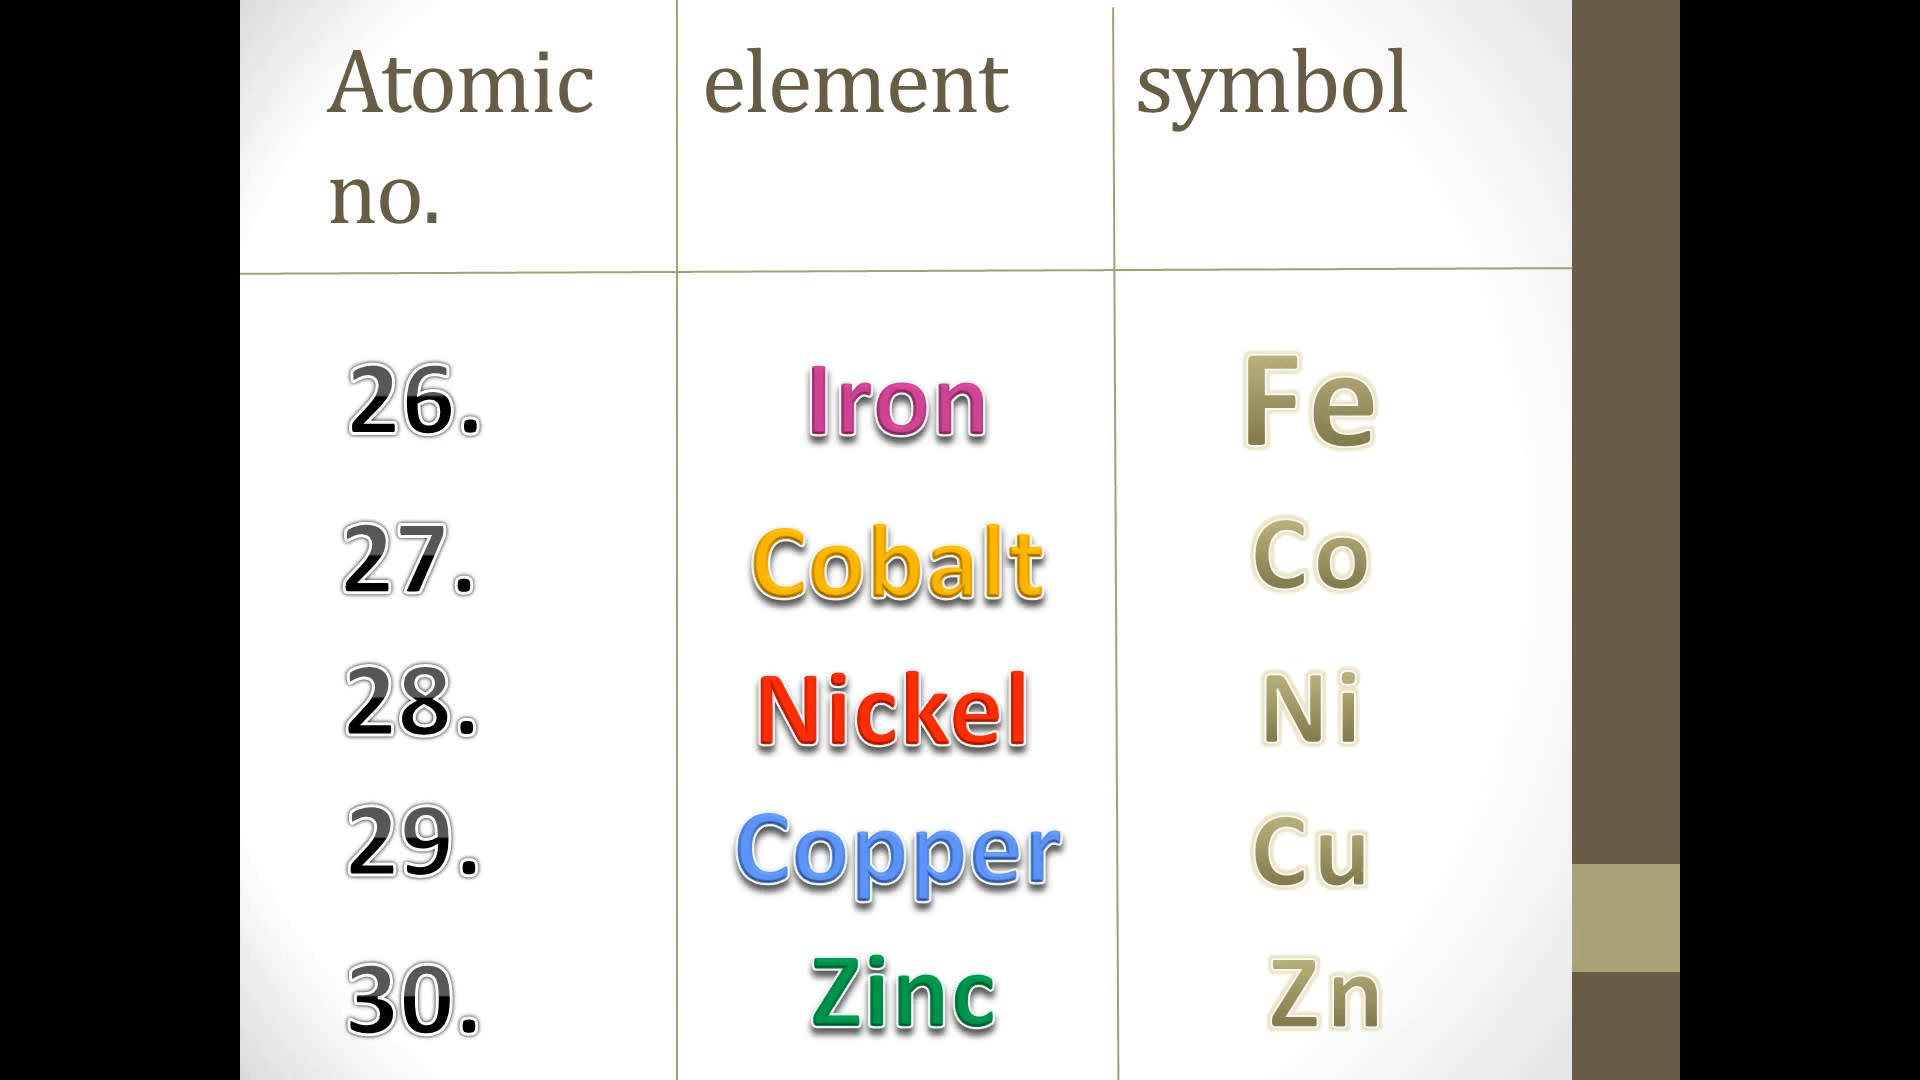 Atomic no. element symbol
26. Iron Fe
27. Cobalt Co
28. Nickel Ni
29. Copper Cu
30. Zinc Zn